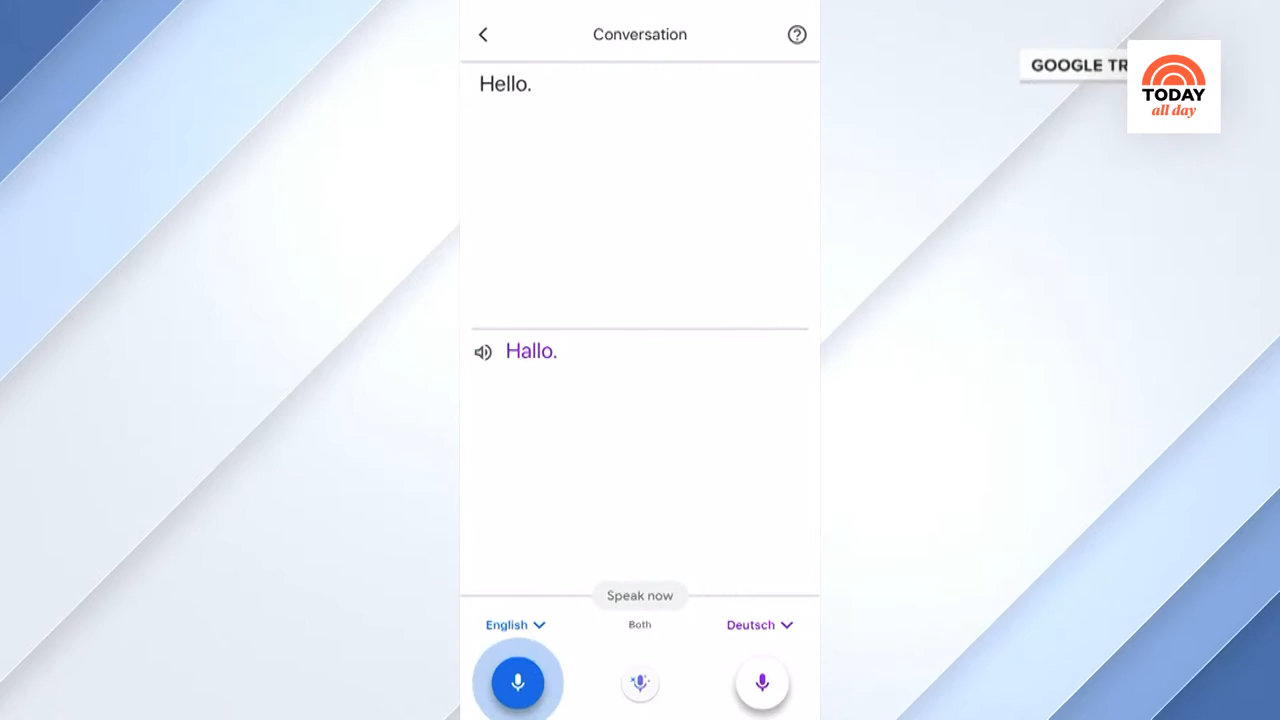 Conversation
GOOGLE TR
TODAY
all day
Hello.
Hallo.
Speak now
English
Both
Deutsch